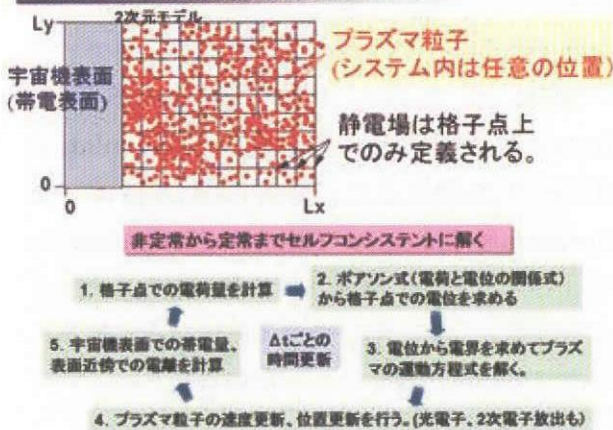 2次元モデル
Ly
プラズマ粒子
(システム内は任意の位置)
宇宙機表面
(帯電表面)
静電場は格子点上
でのみ定義される。
0
0
Lx
非定常から定常までセルフコンシステントに解く
1. 格子点での電荷量を計算
2. ポアソン式(電荷と電位の関係式)
から格子点での電位を求める
Δtごとの
時間更新
3. 電位から電界を求めてプラズ
マの運動方程式を解く。
4. プラズマ粒子の速度更新、位置更新を行う。(光電子、2次電子放出も)
5. 宇宙機表面での帯電量、
表面近傍での電離を計算